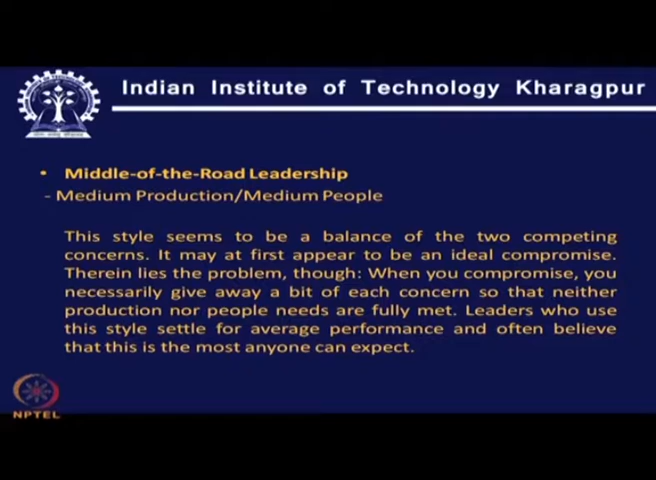 Indian Institute of Technology Kharagpur
• Middle-of-the-Road Leadership
- Medium Production/Medium People
This style seems to be a balance of the two competing
concerns. It may at first appear to be an ideal compromise.
Therein lies the problem, though: When you compromise, you
necessarily give away a bit of each concern so that neither
production nor people needs are fully met. Leaders who use
this style settle for average performance and often believe
that this is the most anyone can expect.
NPTEL